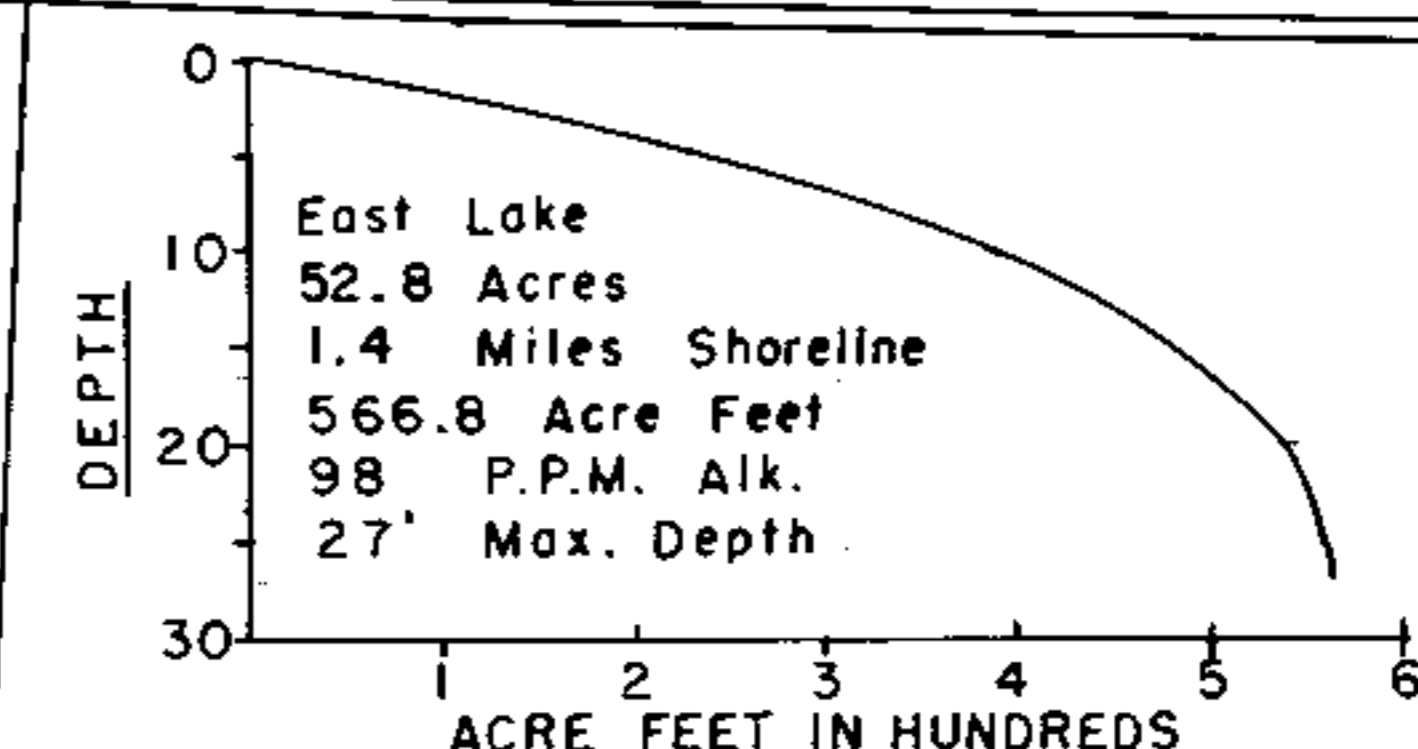 0
East Lake
10
52.8 Acres
DEPTH
1.4 Miles Shoreline
566.8 Acre Feet
20
98 P.P.M. Alk.
27' Max. Depth
30
1 2 3 4 5 6
ACRE FEET IN HUNDREDS